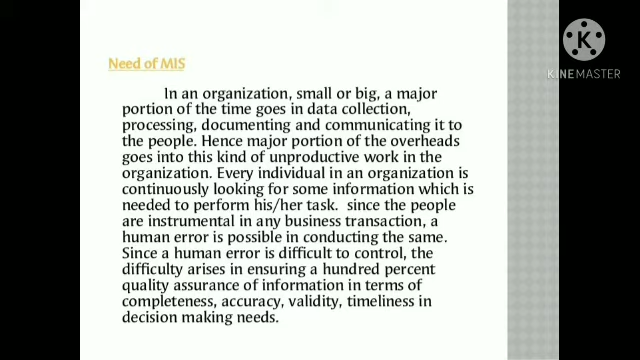 Need of MIS
In an organization, small or big, a major
portion of the time goes in data collection,
processing, documenting and communicating it to
the people. Hence major portion of the overheads
goes into this kind of unproductive work in the
organization. Every individual in an organization is
continuously looking for some information which is
needed to perform his/her task. since the people
are instrumental in any business transaction, a
human error is possible in conducting the same.
Since a human error is difficult to control, the
difficulty arises in ensuring a hundred percent
quality assurance of information in terms of
completeness, accuracy, validity, timeliness in
decision making needs.
K
KINEMASTER